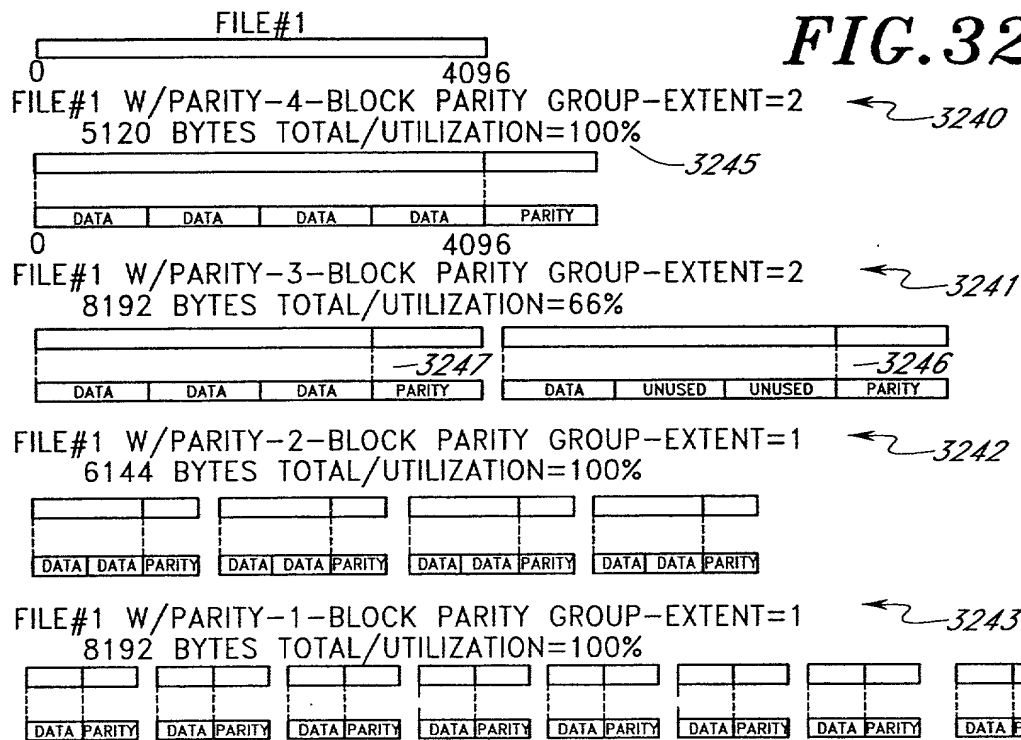 FILE#1
FIG.32
0 4096
FILE#1 W/PARITY-4-BLOCK PARITY GROUP-EXTENT=2 3240
5120 BYTES TOTAL/UTILIZATION=100% 3245
DATA DATA DATA DATA PARITY
0 4096
FILE#1 W/PARITY-3-BLOCK PARITY GROUP-EXTENT=2 3241
8192 BYTES TOTAL/UTILIZATION=66%
3247 3246
DATA DATA DATA PARITY DATA UNUSED UNUSED PARITY
FILE#1 W/PARITY-2-BLOCK PARITY GROUP-EXTENT=1 3242
6144 BYTES TOTAL/UTILIZATION=100%
DATA DATA PARITY DATA DATA PARITY DATA DATA PARITY DATA DATA PARITY
FILE#1 W/PARITY-1-BLOCK PARITY GROUP-EXTENT=1 3243
8192 BYTES TOTAL/UTILIZATION=100%
DATA PARITY DATA PARITY DATA PARITY DATA PARITY DATA PARITY DATA PARITY DATA PARITY DATA